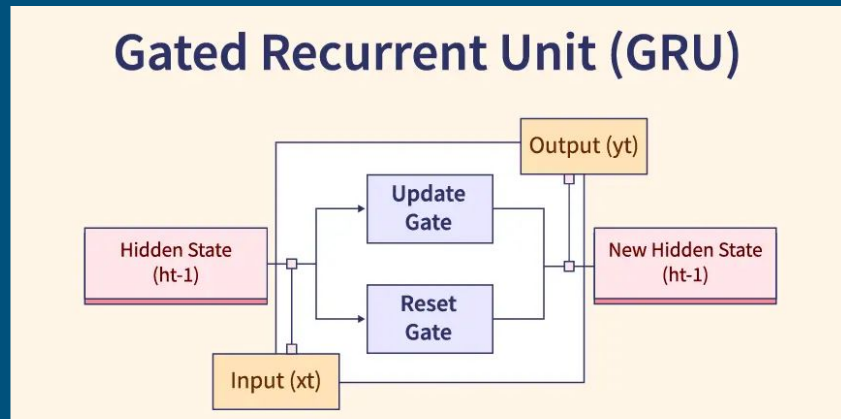 Gated Recurrent Unit (GRU)
Output (yt)
Update
Gate
Hidden State
(ht-1)
New Hidden State
(ht-1)
Reset
Gate
Input (xt)